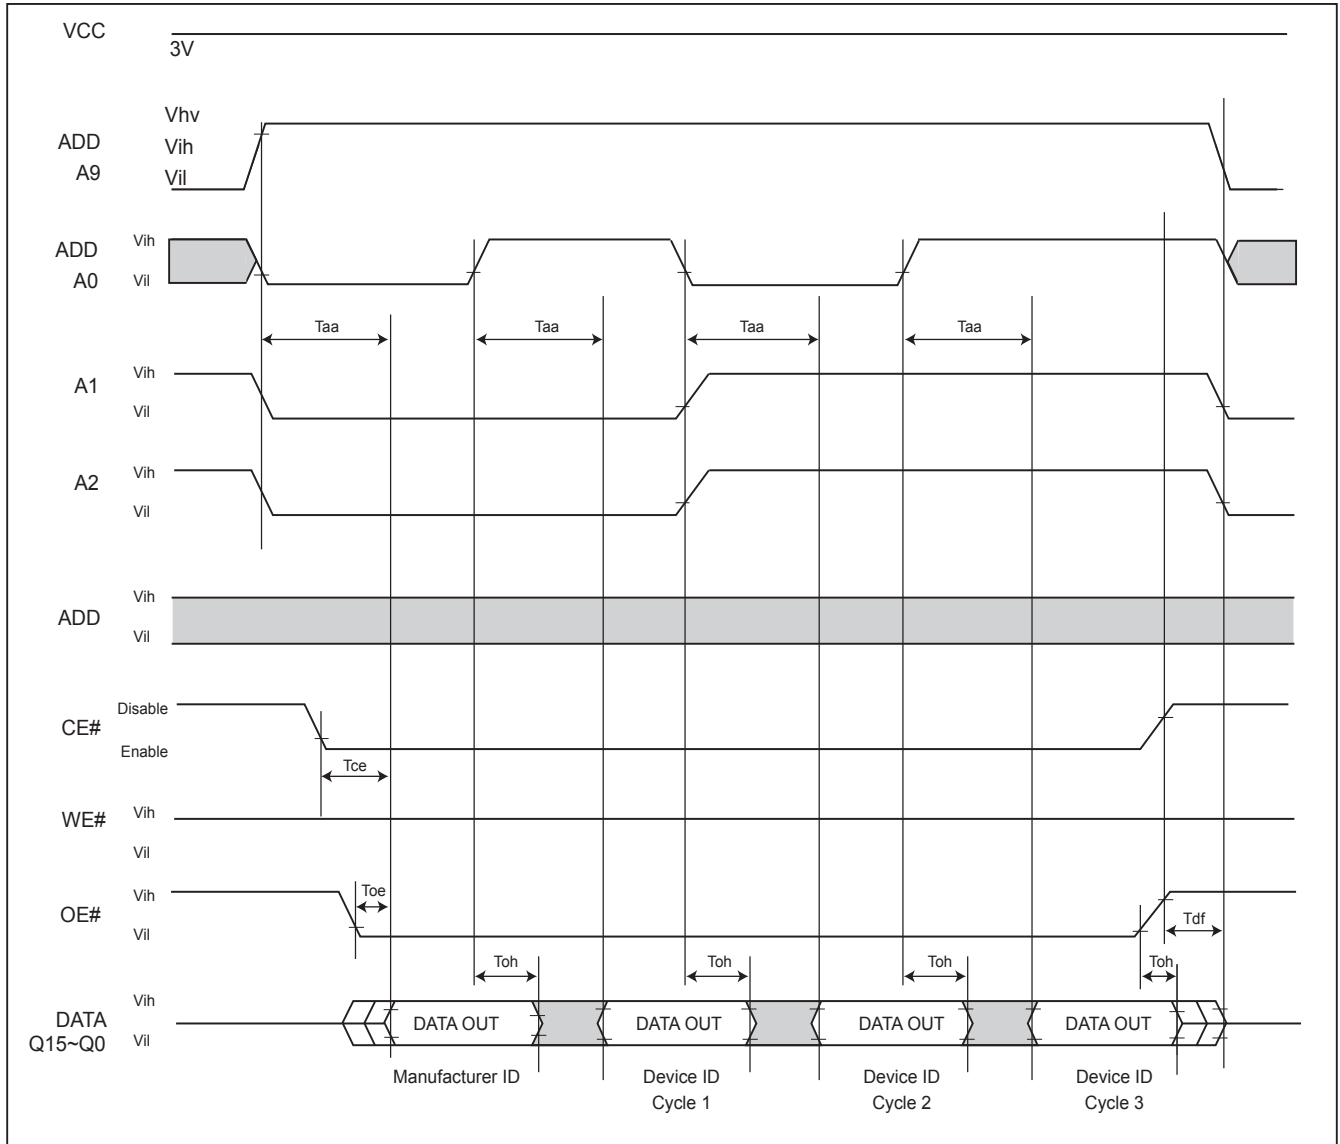 VCC
3V
Vhv
ADD
Vih
A9
Vil
Vih
ADD
A0
Vil
Taa
Taa
Taa
Taa
Vih
A1
Vil
Vih
A2
Vil
Vih
ADD
Vil
Disable
CE#
Enable
Tce
Vih
WE#
Vil
Vih
Toe
OE#
Vil
Tdf
Toh
Toh
Toh
Toh
Vih
DATA
DATA OUT
DATA OUT
DATA OUT
DATA OUT
Q15~Q0
Vil
Manufacturer ID
Device ID
Cycle 1
Device ID
Cycle 2
Device ID
Cycle 3